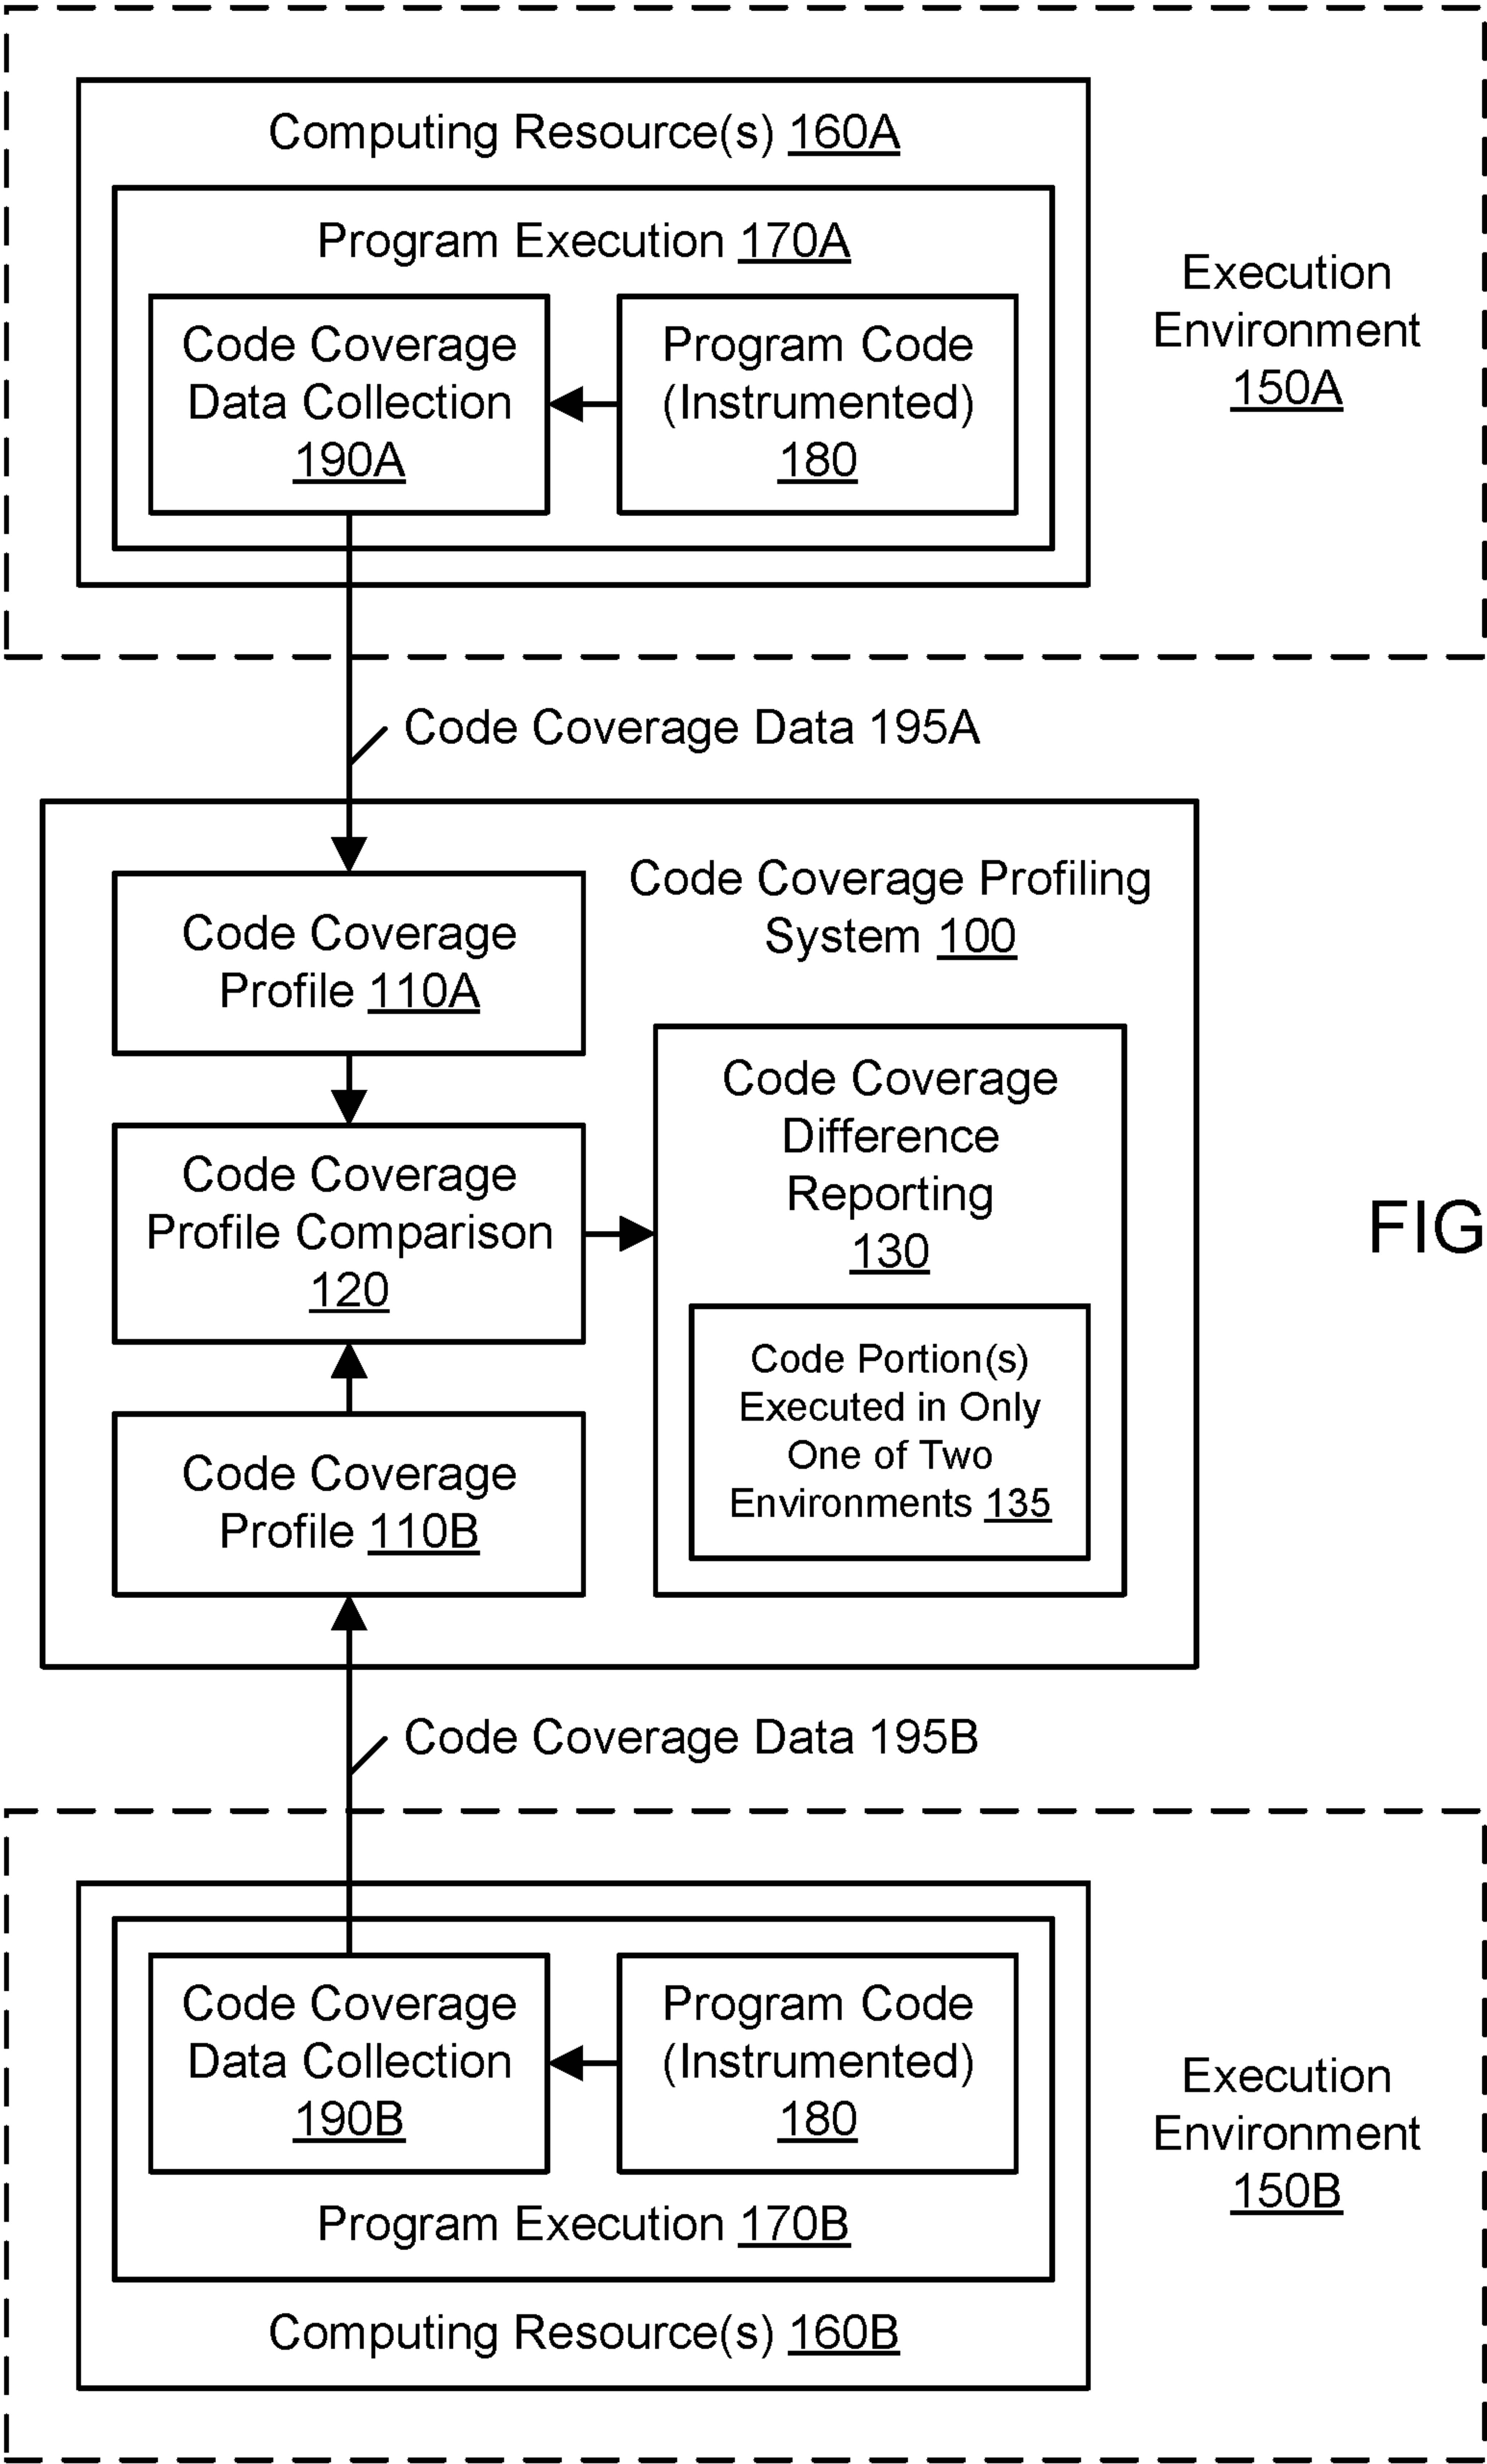 Computing Resource(s) 160A
Program Execution 170A
Code Coverage
Data Collection
190A
Program Code
(Instrumented)
180
Execution
Environment
150A
Code Coverage Data 195A
Code Coverage Profiling
System 100
Code Coverage
Profile 110A
Code Coverage
Difference
Reporting
130
Code Coverage
Profile Comparison
120
FIG
Code Portion(s)
Executed in Only
One of Two
Environments 135
Code Coverage
Profile 110B
Code Coverage Data 195B
Code Coverage
Data Collection
190B
Program Code
(Instrumented)
180
Execution
Environment
150B
Program Execution 170B
Computing Resource(s) 160B